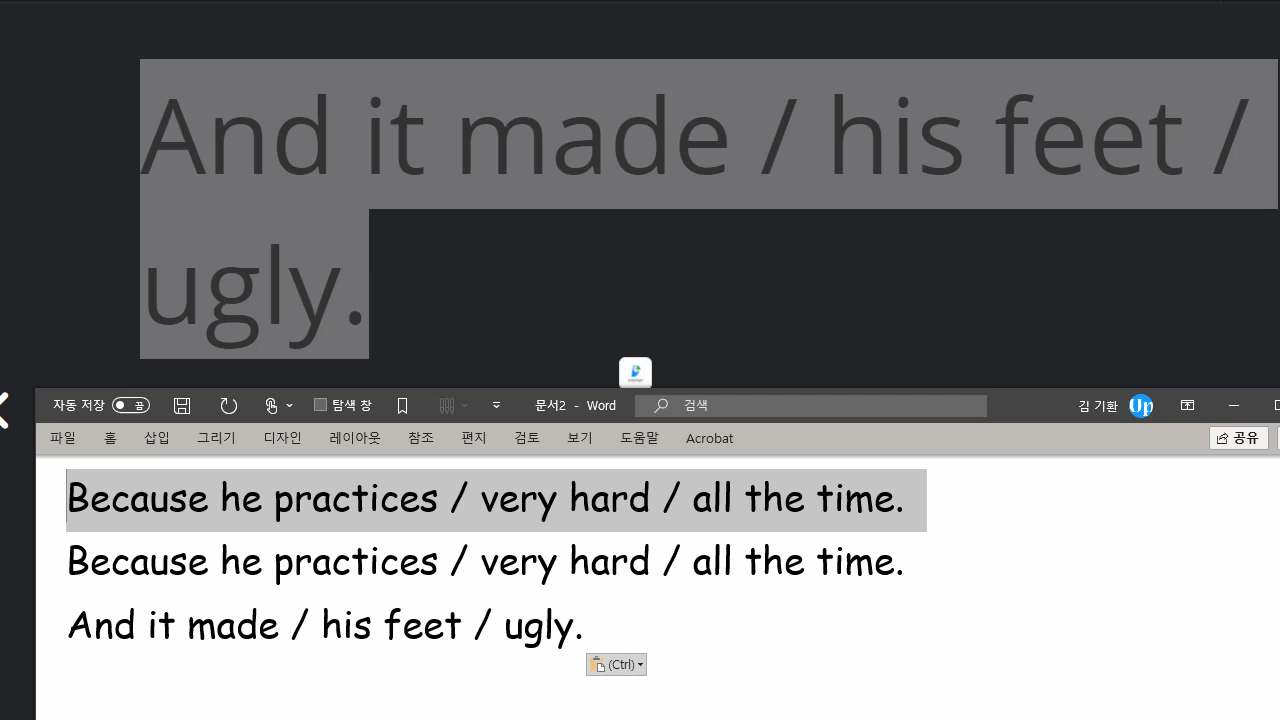 And it made / his feet /
ugly.
자동 저장 끔 탐색 창 문서2 - Word 검색 김 기환 Up
파일 홈 삽입 그리기 디자인 레이아웃 참조 편지 검토 보기 도움말 Acrobat 공유
Because he practices / very hard / all the time.
Because he practices / very hard / all the time.
And it made / his feet / ugly.
(Ctrl)